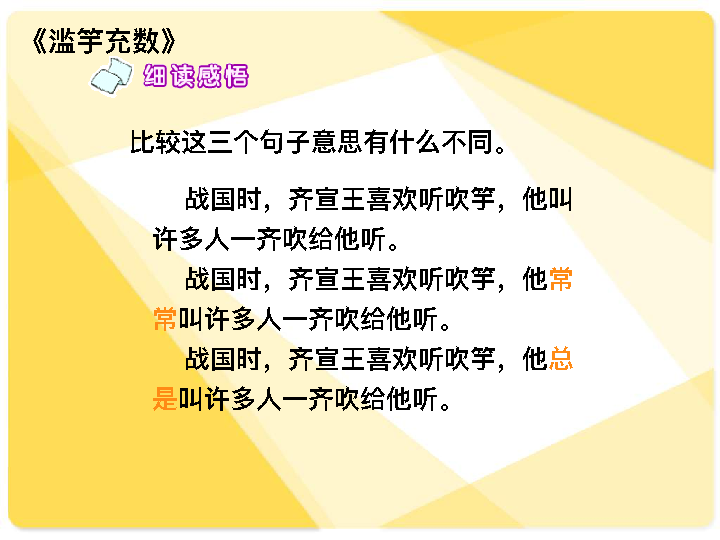 《滥竽充数》
细读感悟
比较这三个句子意思有什么不同。
战国时，齐宣王喜欢听吹竽，他叫
许多人一齐吹给他听。
战国时，齐宣王喜欢听吹竽，他常
常叫许多人一齐吹给他听。
战国时，齐宣王喜欢听吹竽，他总
是叫许多人一齐吹给他听。